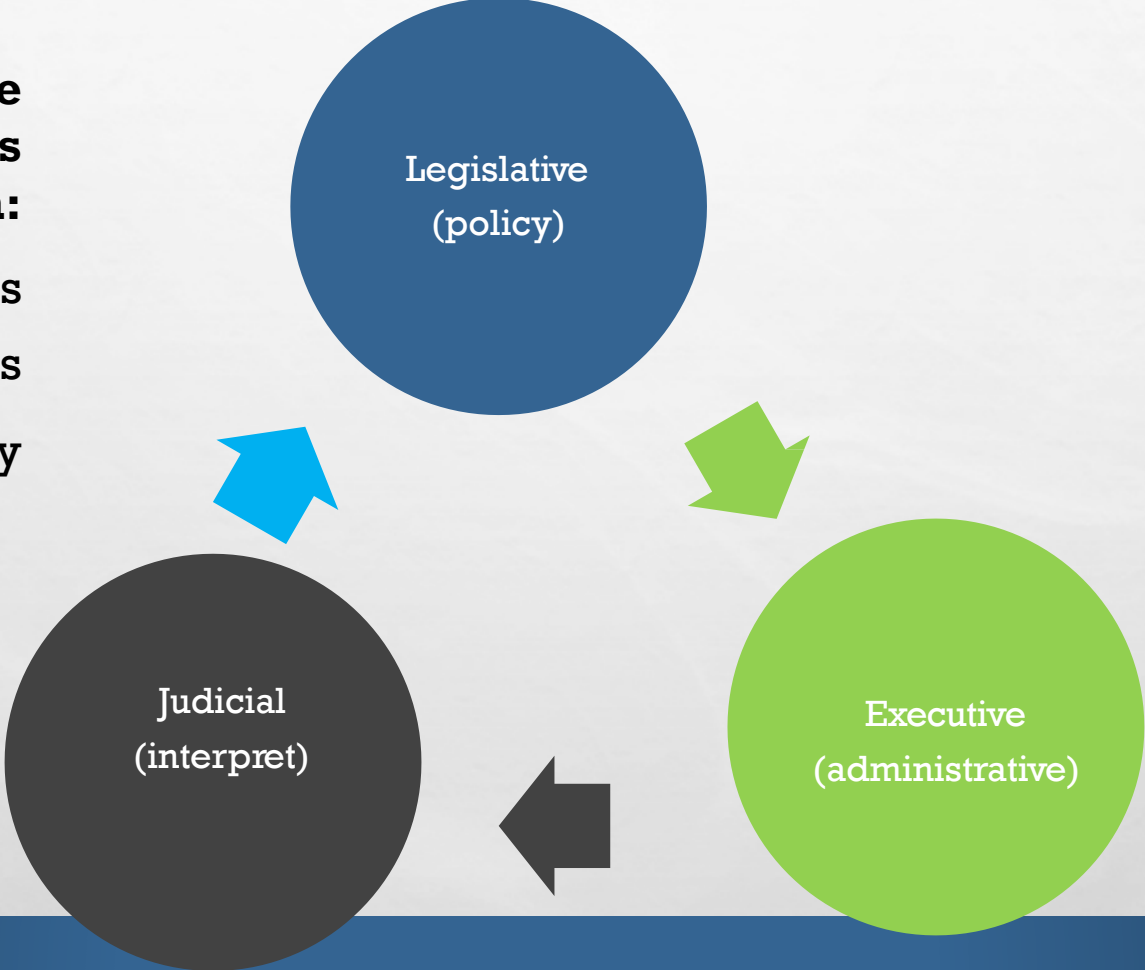 e
s
:
s
s
y
Legislative
(policy)
Executive
(administrative)
Judicial
(interpret)